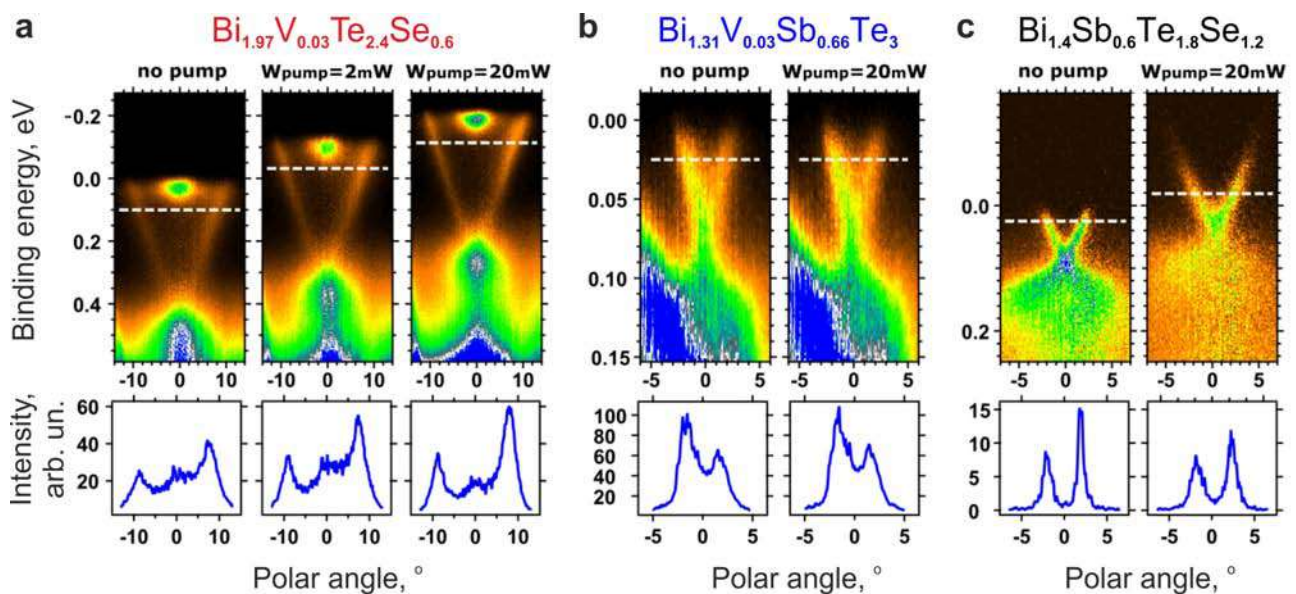 a Bi1.97V0.03Te2.4Se0.6 b Bi1.31V0.03Sb0.66Te3 c Bi1.4Sb0.6Te1.8Se1.2
no pump Wpump=2mW Wpump=20mW no pump Wpump=20mW no pump Wpump=20mW
Binding energy, eV
-0.2
0.0
0.2
0.4
-10 0 10 -10 0 10 -10 0 10
0.00
0.05
0.10
0.15
-5 0 5 -5 0 5
0.0
0.2
-5 0 5 -5 0 5
Intensity,
arb. un.
60
40
20
-10 0 10 -10 0 10 -10 0 10
100
80
60
40
20
-5 0 5 -5 0 5
15
10
5
0
-5 0 5 -5 0 5
Polar angle, ° Polar angle, ° Polar angle, °